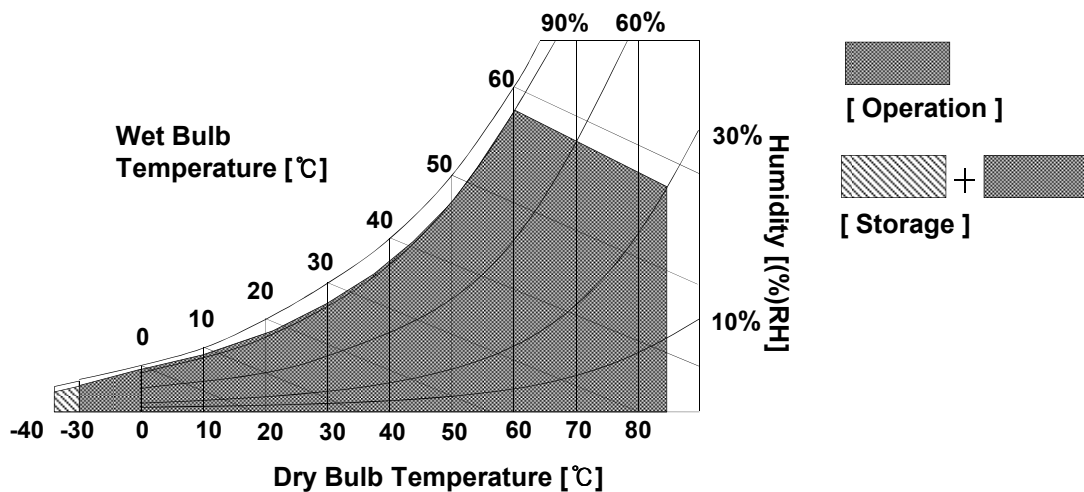 90% 60%
60
[ Operation ]
Wet Bulb
Temperature [℃]
50
30%
40
30
20
10
0
Humidity [(%)RH]
10%
[ Storage ]
-40 -30 0 10 20 30 40 50 60 70 80
Dry Bulb Temperature [℃]